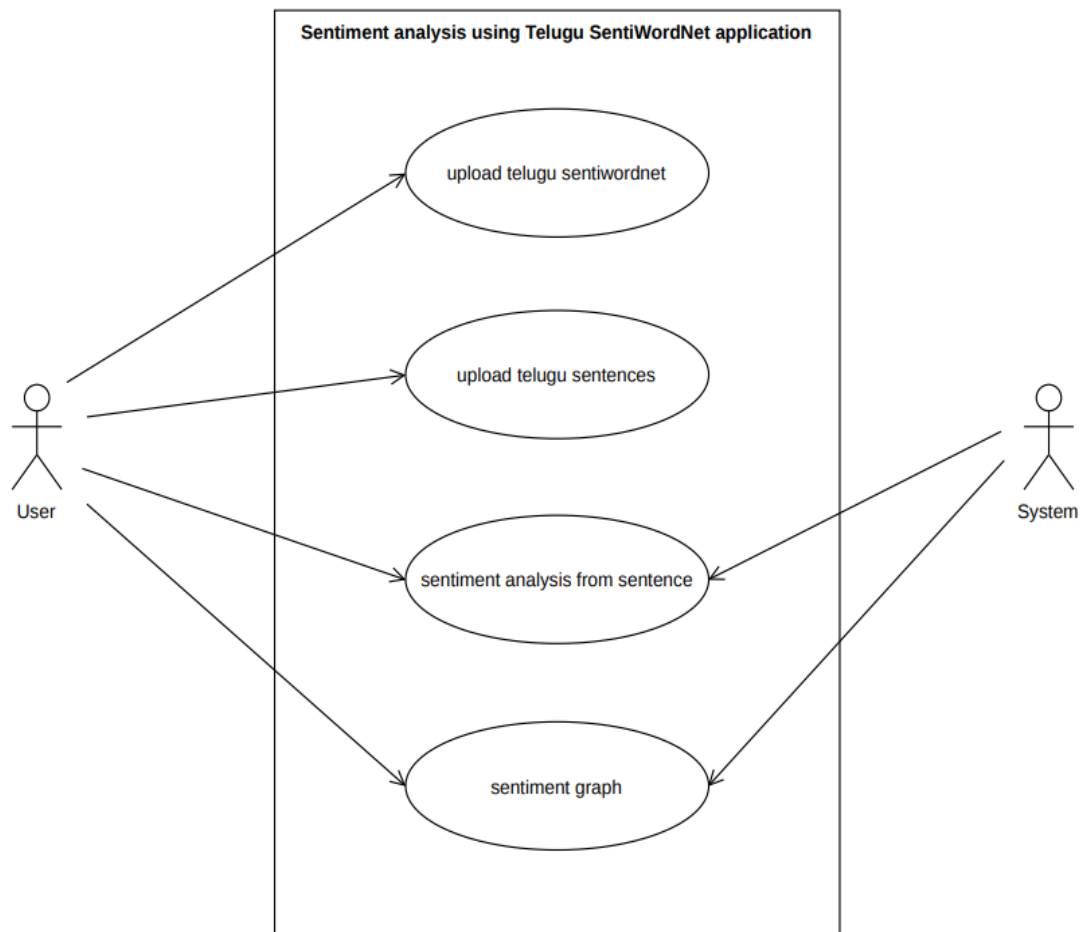 Sentiment analysis using Telugu SentiWordNet application
upload telugu sentiwordnet
upload telugu sentences
User
System
sentiment analysis from sentence
sentiment graph